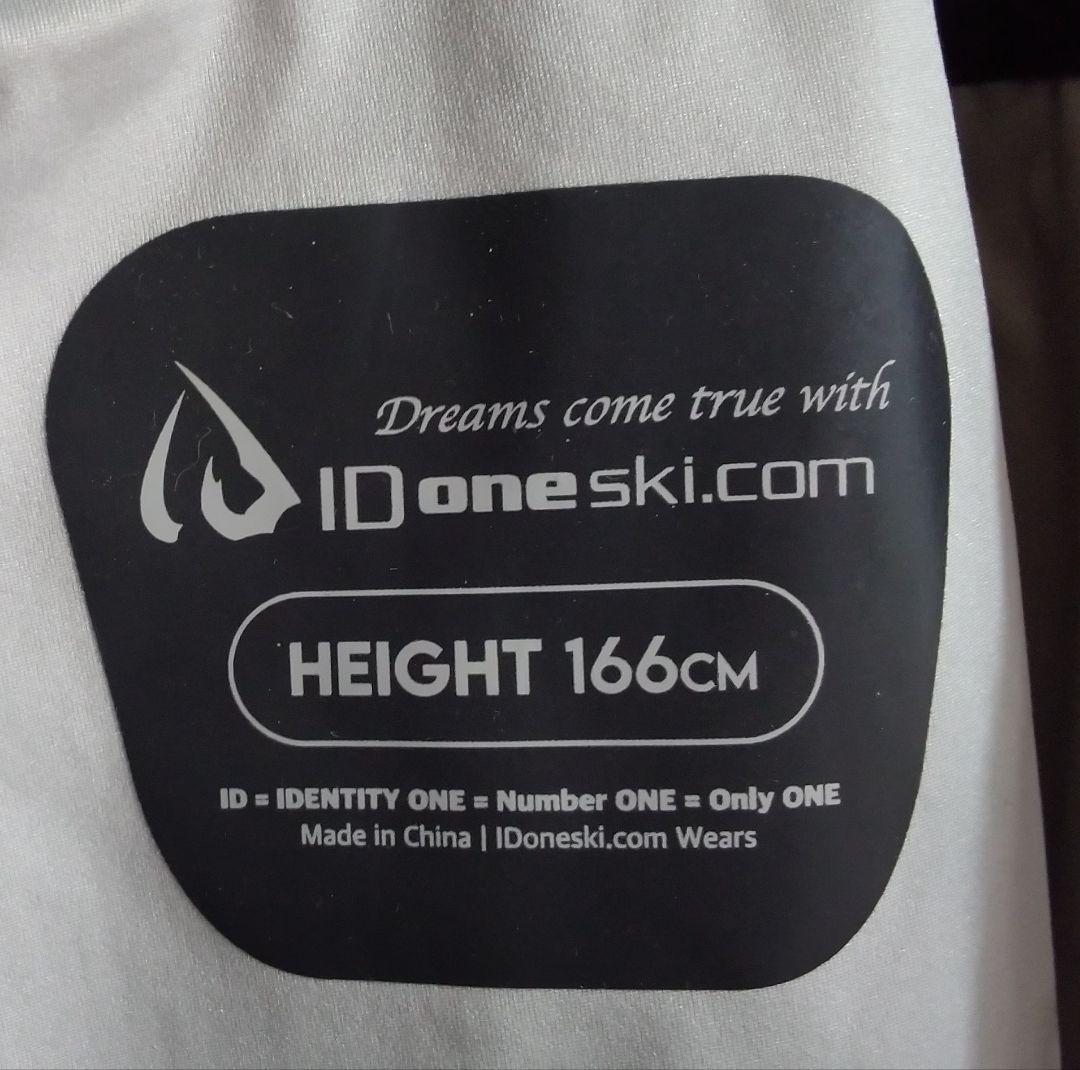 Dreams come true with
IDoneski.com
HEIGHT 166CM
ID = IDENTITY ONE = Number ONE = Only ONE
Made in China | IDoneski.com Wears